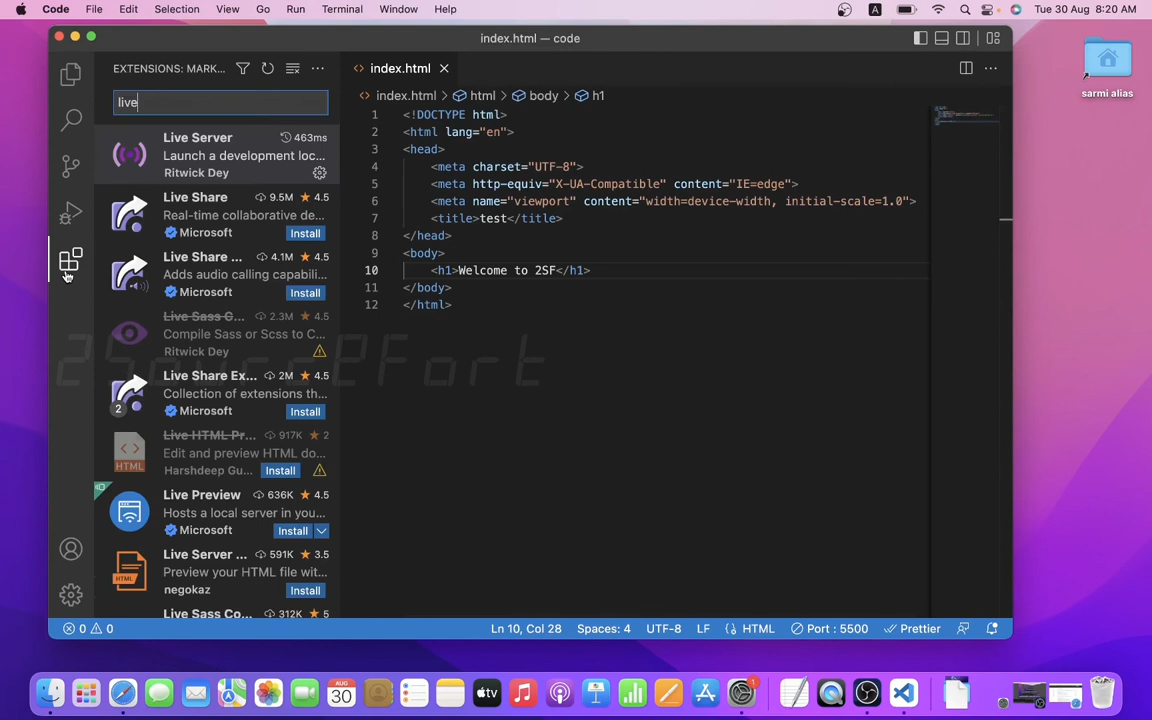 Code File Edit Selection View Go Run Terminal Window Help A Tue 30 Aug 8:20 AM
index.html — code
sarmi alias
EXTENSIONS: MARK...
live
Live Server 463ms
Launch a development loc...
Ritwick Dey
Live Share 9.5M 4.5
Real-time collaborative de...
Microsoft Install
Live Share ... 4.1M 4.5
Adds audio calling capabili...
Microsoft Install
Live Sass C... 2.3M 4.5
Compile Sass or Scss to C...
Ritwick Dey
Live Share Ex... 2M 4.5
Collection of extensions th...
2 Microsoft Install
Live HTML Pr... 917K 2
Edit and preview HTML do...
HTML Harshdeep Gu... Install
Live Preview 636K 4.5
Hosts a local server in you...
Microsoft Install
Live Server ... 591K 3.5
Preview your HTML file wit...
HTML negokaz Install
Live Sass Co... 312K 5
index.html
index.html > html > body > h1
1 <!DOCTYPE html>
2 <html lang="en">
3 <head>
4 <meta charset="UTF-8">
5 <meta http-equiv="X-UA-Compatible" content="IE=edge">
6 <meta name="viewport" content="width=device-width, initial-scale=1.0">
7 <title>test</title>
8 </head>
9 <body>
10 <h1>Welcome to 2SF</h1>
11 </body>
12 </html>
2Source2Fort
0 0 Ln 10, Col 28 Spaces: 4 UTF-8 LF HTML Port : 5500 Prettier
AUG
30
tv
1